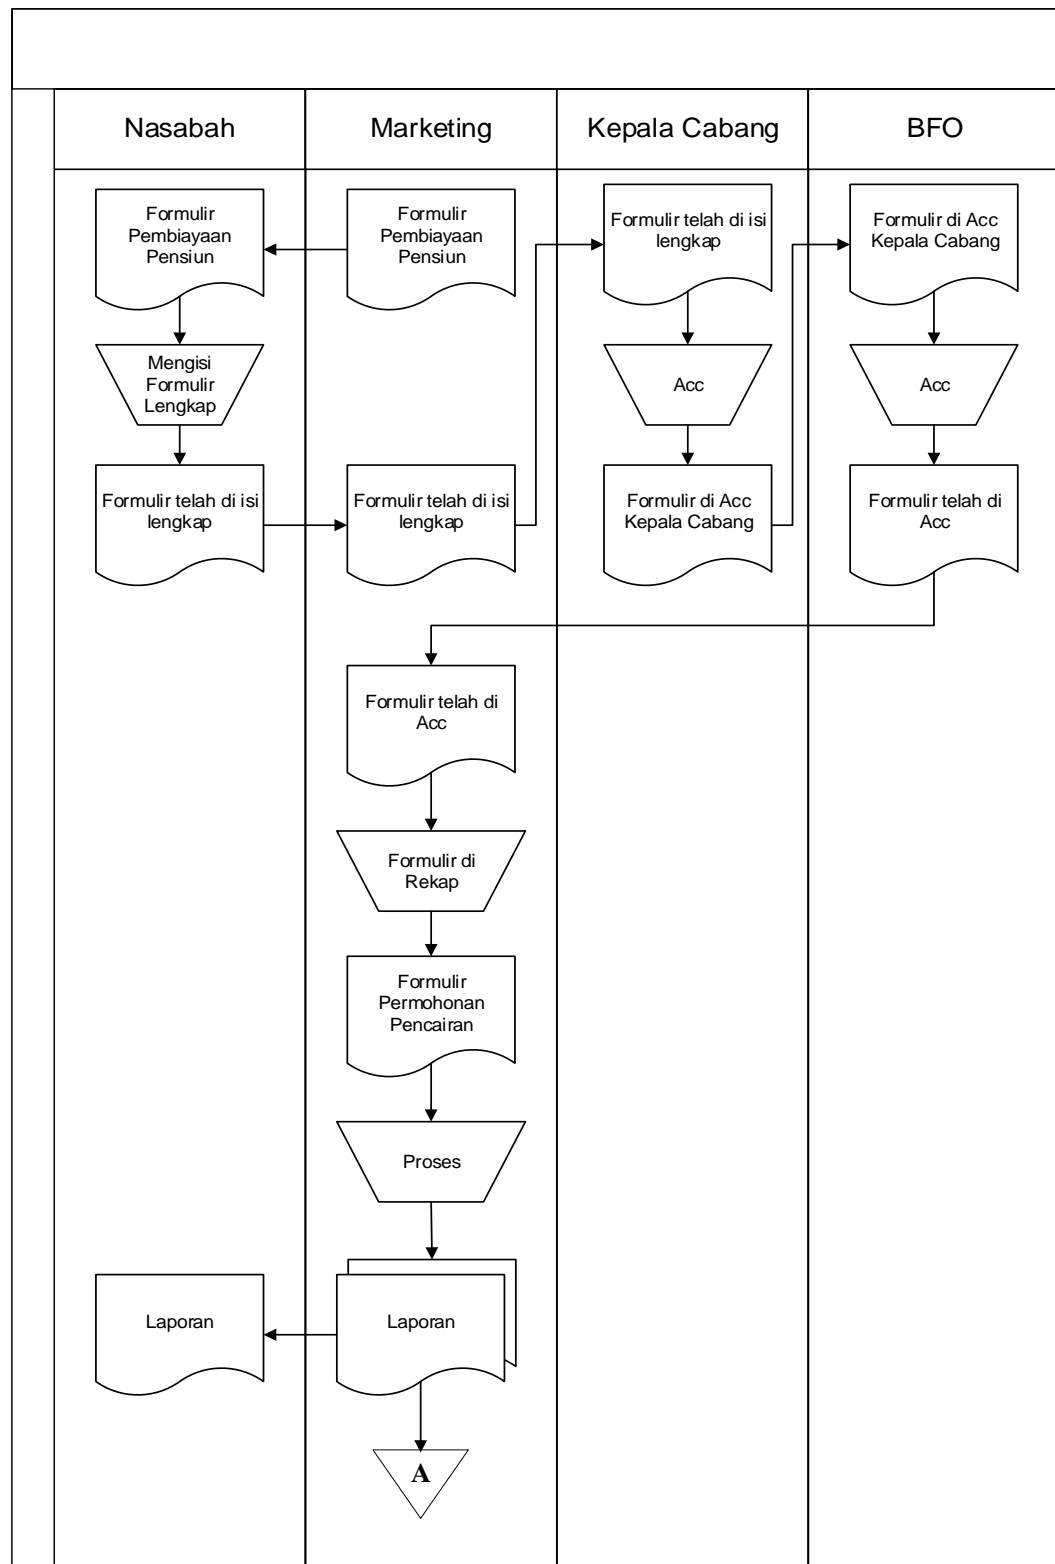 Nasabah
Marketing
Kepala Cabang
BFO
Formulir
Pembiayaan
Pensiun
Formulir
Pembiayaan
Pensiun
Formulir telah di isi
lengkap
Formulir di Acc
Kepala Cabang
Mengisi
Formulir
Lengkap
Acc
Acc
Formulir telah di isi
lengkap
Formulir telah di isi
lengkap
Formulir di Acc
Kepala Cabang
Formulir telah di
Acc
Formulir telah di
Acc
Formulir di
Rekap
Formulir
Permohonan
Pencairan
Proses
Laporan
Laporan
A